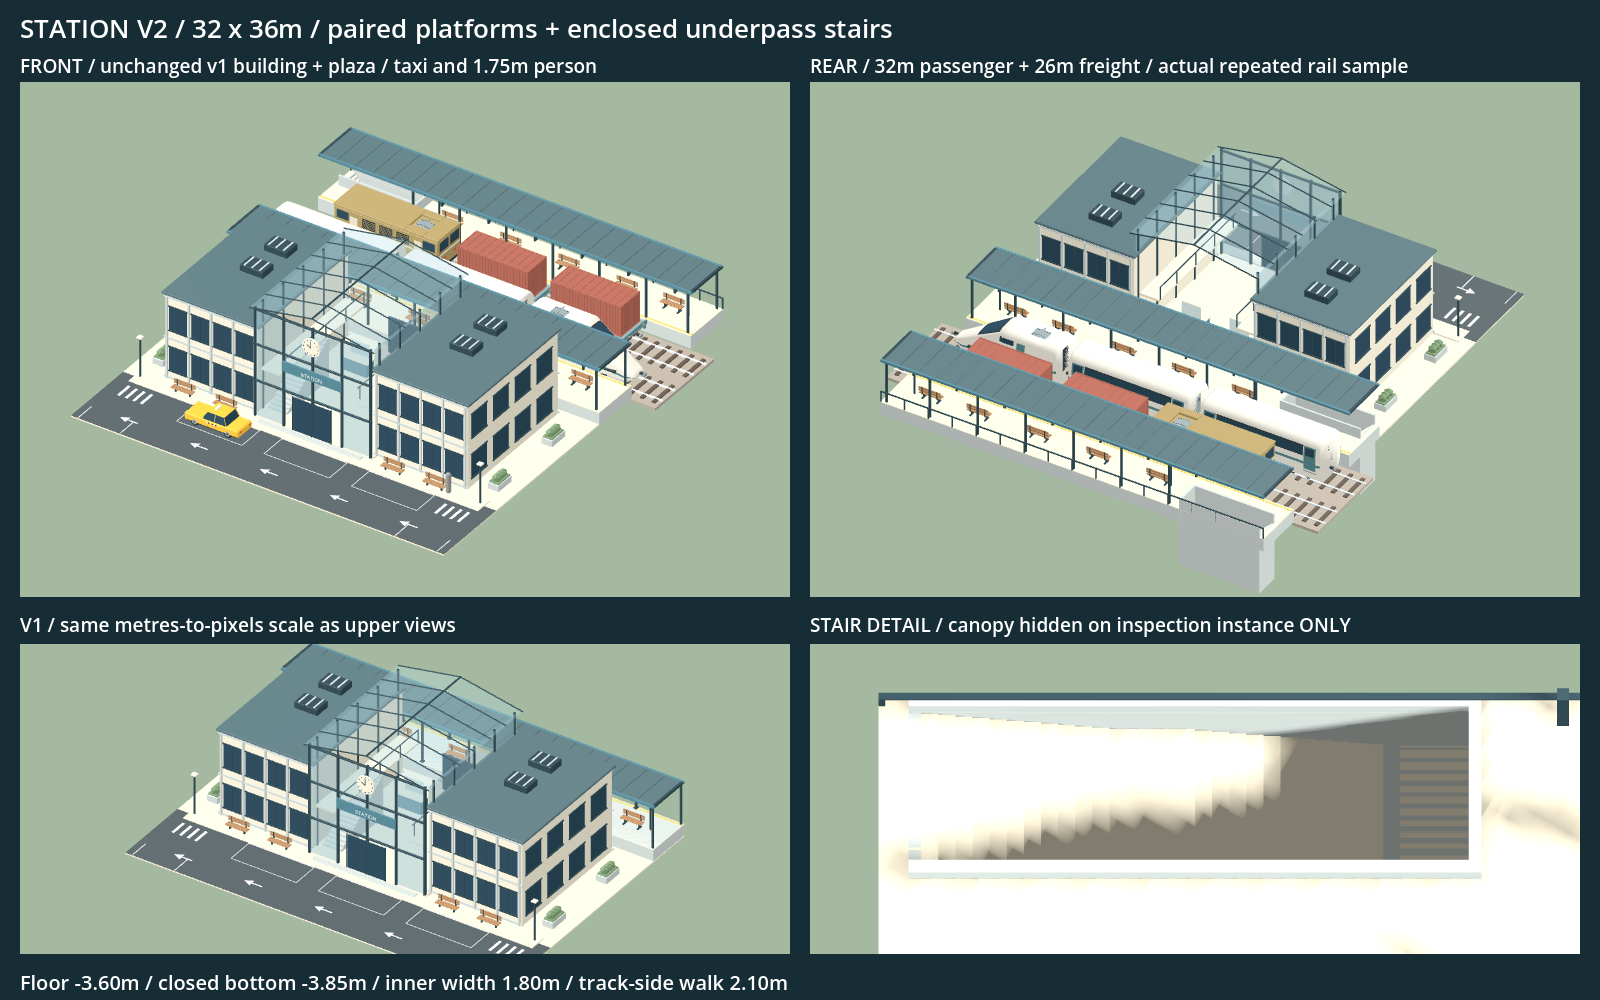 STATION V2 / 32 x 36m / paired platforms + enclosed underpass stairs
FRONT / unchanged v1 building + plaza / taxi and 1.75m person
REAR / 32m passenger + 26m freight / actual repeated rail sample
STATION
V1 / same metres-to-pixels scale as upper views
STAIR DETAIL / canopy hidden on inspection instance ONLY
STATION
Floor -3.60m / closed bottom -3.85m / inner width 1.80m / track-side walk 2.10m